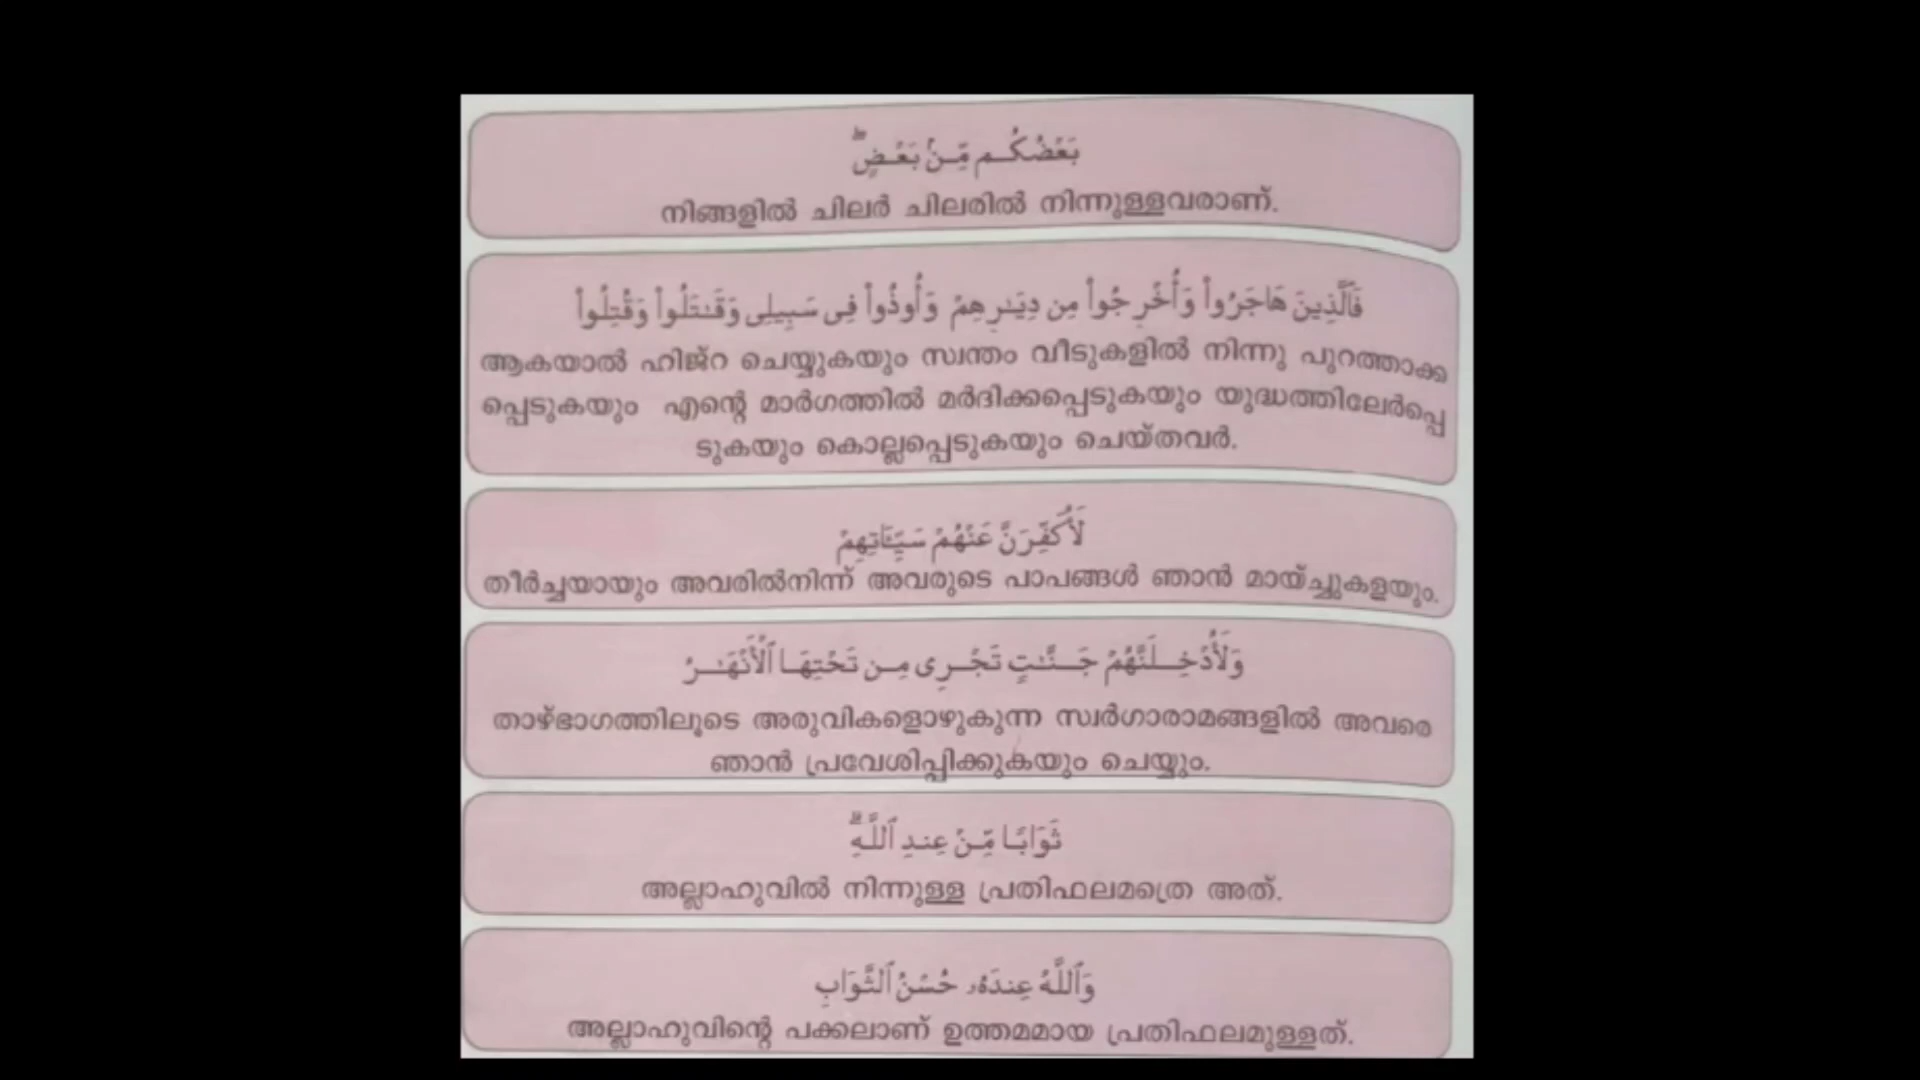 بَعْضُكُم مِّنۢ بَعْضٍ ۖ
നിങ്ങളിൽ ചിലർ ചിലരിൽ നിന്നുള്ളവരാണ്.
فَٱلَّذِينَ هَاجَرُوا۟ وَأُخْرِجُوا۟ مِن دِيَـٰرِهِمْ وَأُوذُوا۟ فِى سَبِيلِى وَقَـٰتَلُوا۟ وَقُتِلُوا۟
ആകയാൽ ഹിജ്റ ചെയ്യുകയും സ്വന്തം വീടുകളിൽ നിന്നു പുറത്താക്ക
പ്പെടുകയും എന്റെ മാർഗത്തിൽ മർദിക്കപ്പെടുകയും യുദ്ധത്തിലേർപ്പെ
ടുകയും കൊല്ലപ്പെടുകയും ചെയ്തവർ.
لَأُكَفِّرَنَّ عَنْهُمْ سَيِّـَٔاتِهِمْ
തീർച്ചയായും അവരിൽനിന്ന് അവരുടെ പാപങ്ങൾ ഞാൻ മായ്ച്ചുകളയും.
وَلَأُدْخِلَنَّهُمْ جَنَّـٰتٍ تَجْرِى مِن تَحْتِهَا ٱلْأَنْهَـٰرُ
താഴ്ഭാഗത്തിലൂടെ അരുവികളൊഴുകുന്ന സ്വർഗാരാമങ്ങളിൽ അവരെ
ഞാൻ പ്രവേശിപ്പിക്കുകയും ചെയ്യും.
ثَوَابًا مِّنْ عِندِ ٱللَّهِ ۗ
അല്ലാഹുവിൽ നിന്നുള്ള പ്രതിഫലമത്രെ അത്.
وَٱللَّهُ عِندَهُۥ حُسْنُ ٱلثَّوَابِ
അല്ലാഹുവിന്റെ പക്കലാണ് ഉത്തമമായ പ്രതിഫലമുള്ളത്.